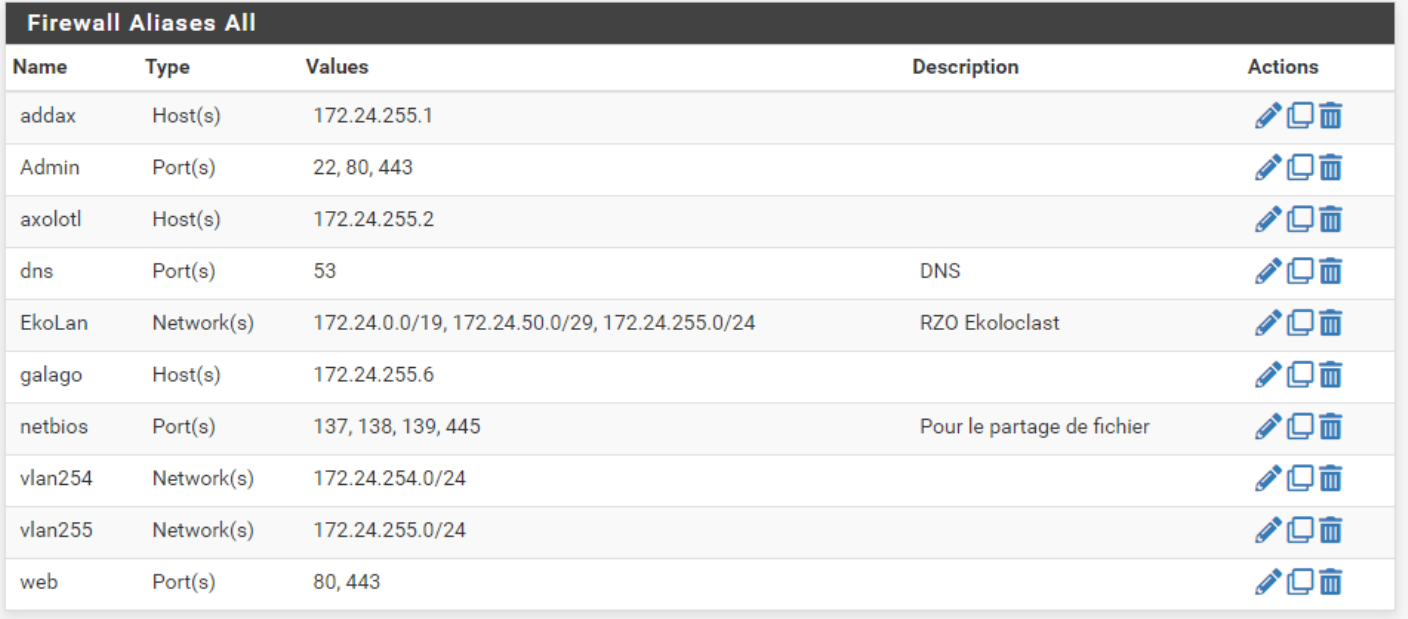 Firewall Aliases All
Name Type Values Description Actions
addax Host(s) 172.24.255.1
Admin Port(s) 22, 80, 443
axolotl Host(s) 172.24.255.2
dns Port(s) 53 DNS
EkoLan Network(s) 172.24.0.0/19, 172.24.50.0/29, 172.24.255.0/24 RZO Ekoloclast
galago Host(s) 172.24.255.6
netbios Port(s) 137, 138, 139, 445 Pour le partage de fichier
vlan254 Network(s) 172.24.254.0/24
vlan255 Network(s) 172.24.255.0/24
web Port(s) 80, 443